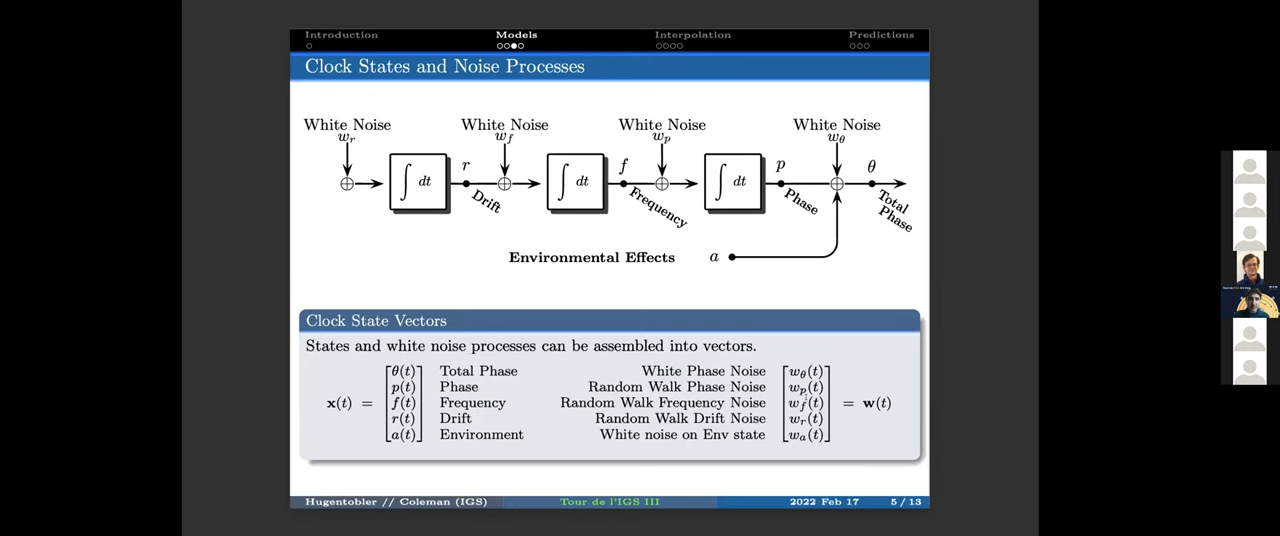 Introduction Models Interpolation Predictions
Clock States and Noise Processes
White Noise White Noise White Noise White Noise
w_r w_f w_p w_θ
∫ dt r ∫ dt f ∫ dt p θ
Drift Frequency Phase Total Phase
Environmental Effects a
Clock State Vectors
States and white noise processes can be assembled into vectors.
θ(t) Total Phase White Phase Noise w_θ(t)
p(t) Phase Random Walk Phase Noise w_p(t)
x(t) = f(t) Frequency Random Walk Frequency Noise w_f(t) = w(t)
r(t) Drift Random Walk Drift Noise w_r(t)
a(t) Environment White noise on Env state w_a(t)
Hugentobler // Coleman (IGS) Tour de l'IGS III 2022 Feb 17 5 / 13